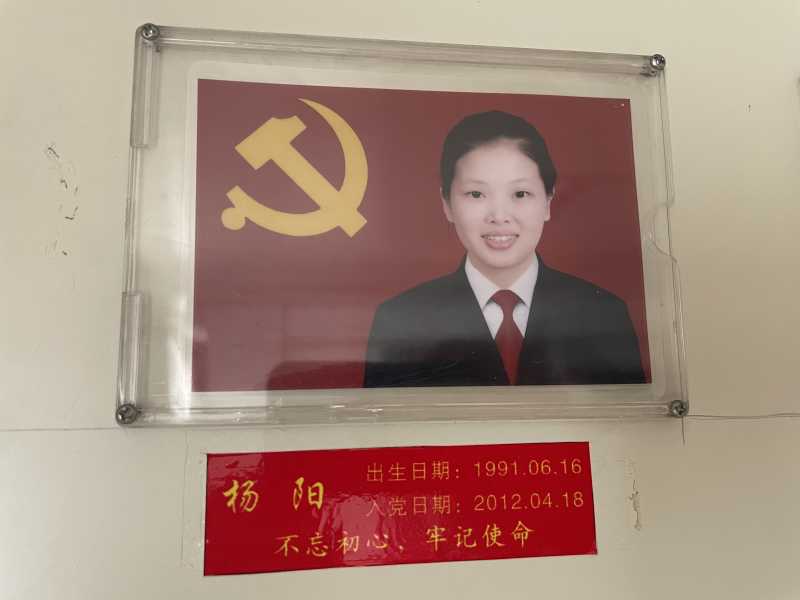 杨 阳
出生日期：1991.06.16
入党日期：2012.04.18
不忘初心、牢记使命